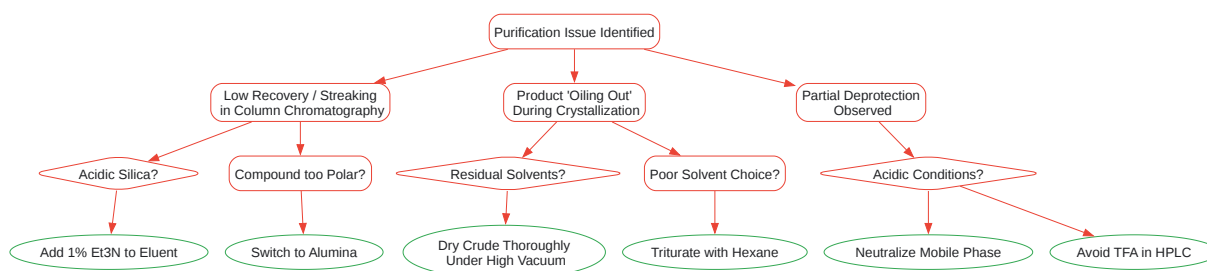 Purification Issue Identified
Low Recovery / Streaking
in Column Chromatography
Product 'Oiling Out'
During Crystallization
Partial Deprotection
Observed
Acidic Silica?
Compound too Polar?
Residual Solvents?
Poor Solvent Choice?
Acidic Conditions?
Add 1% Et3N to Eluent
Switch to Alumina
Dry Crude Thoroughly
Under High Vacuum
Triturate with Hexane
Neutralize Mobile Phase
Avoid TFA in HPLC